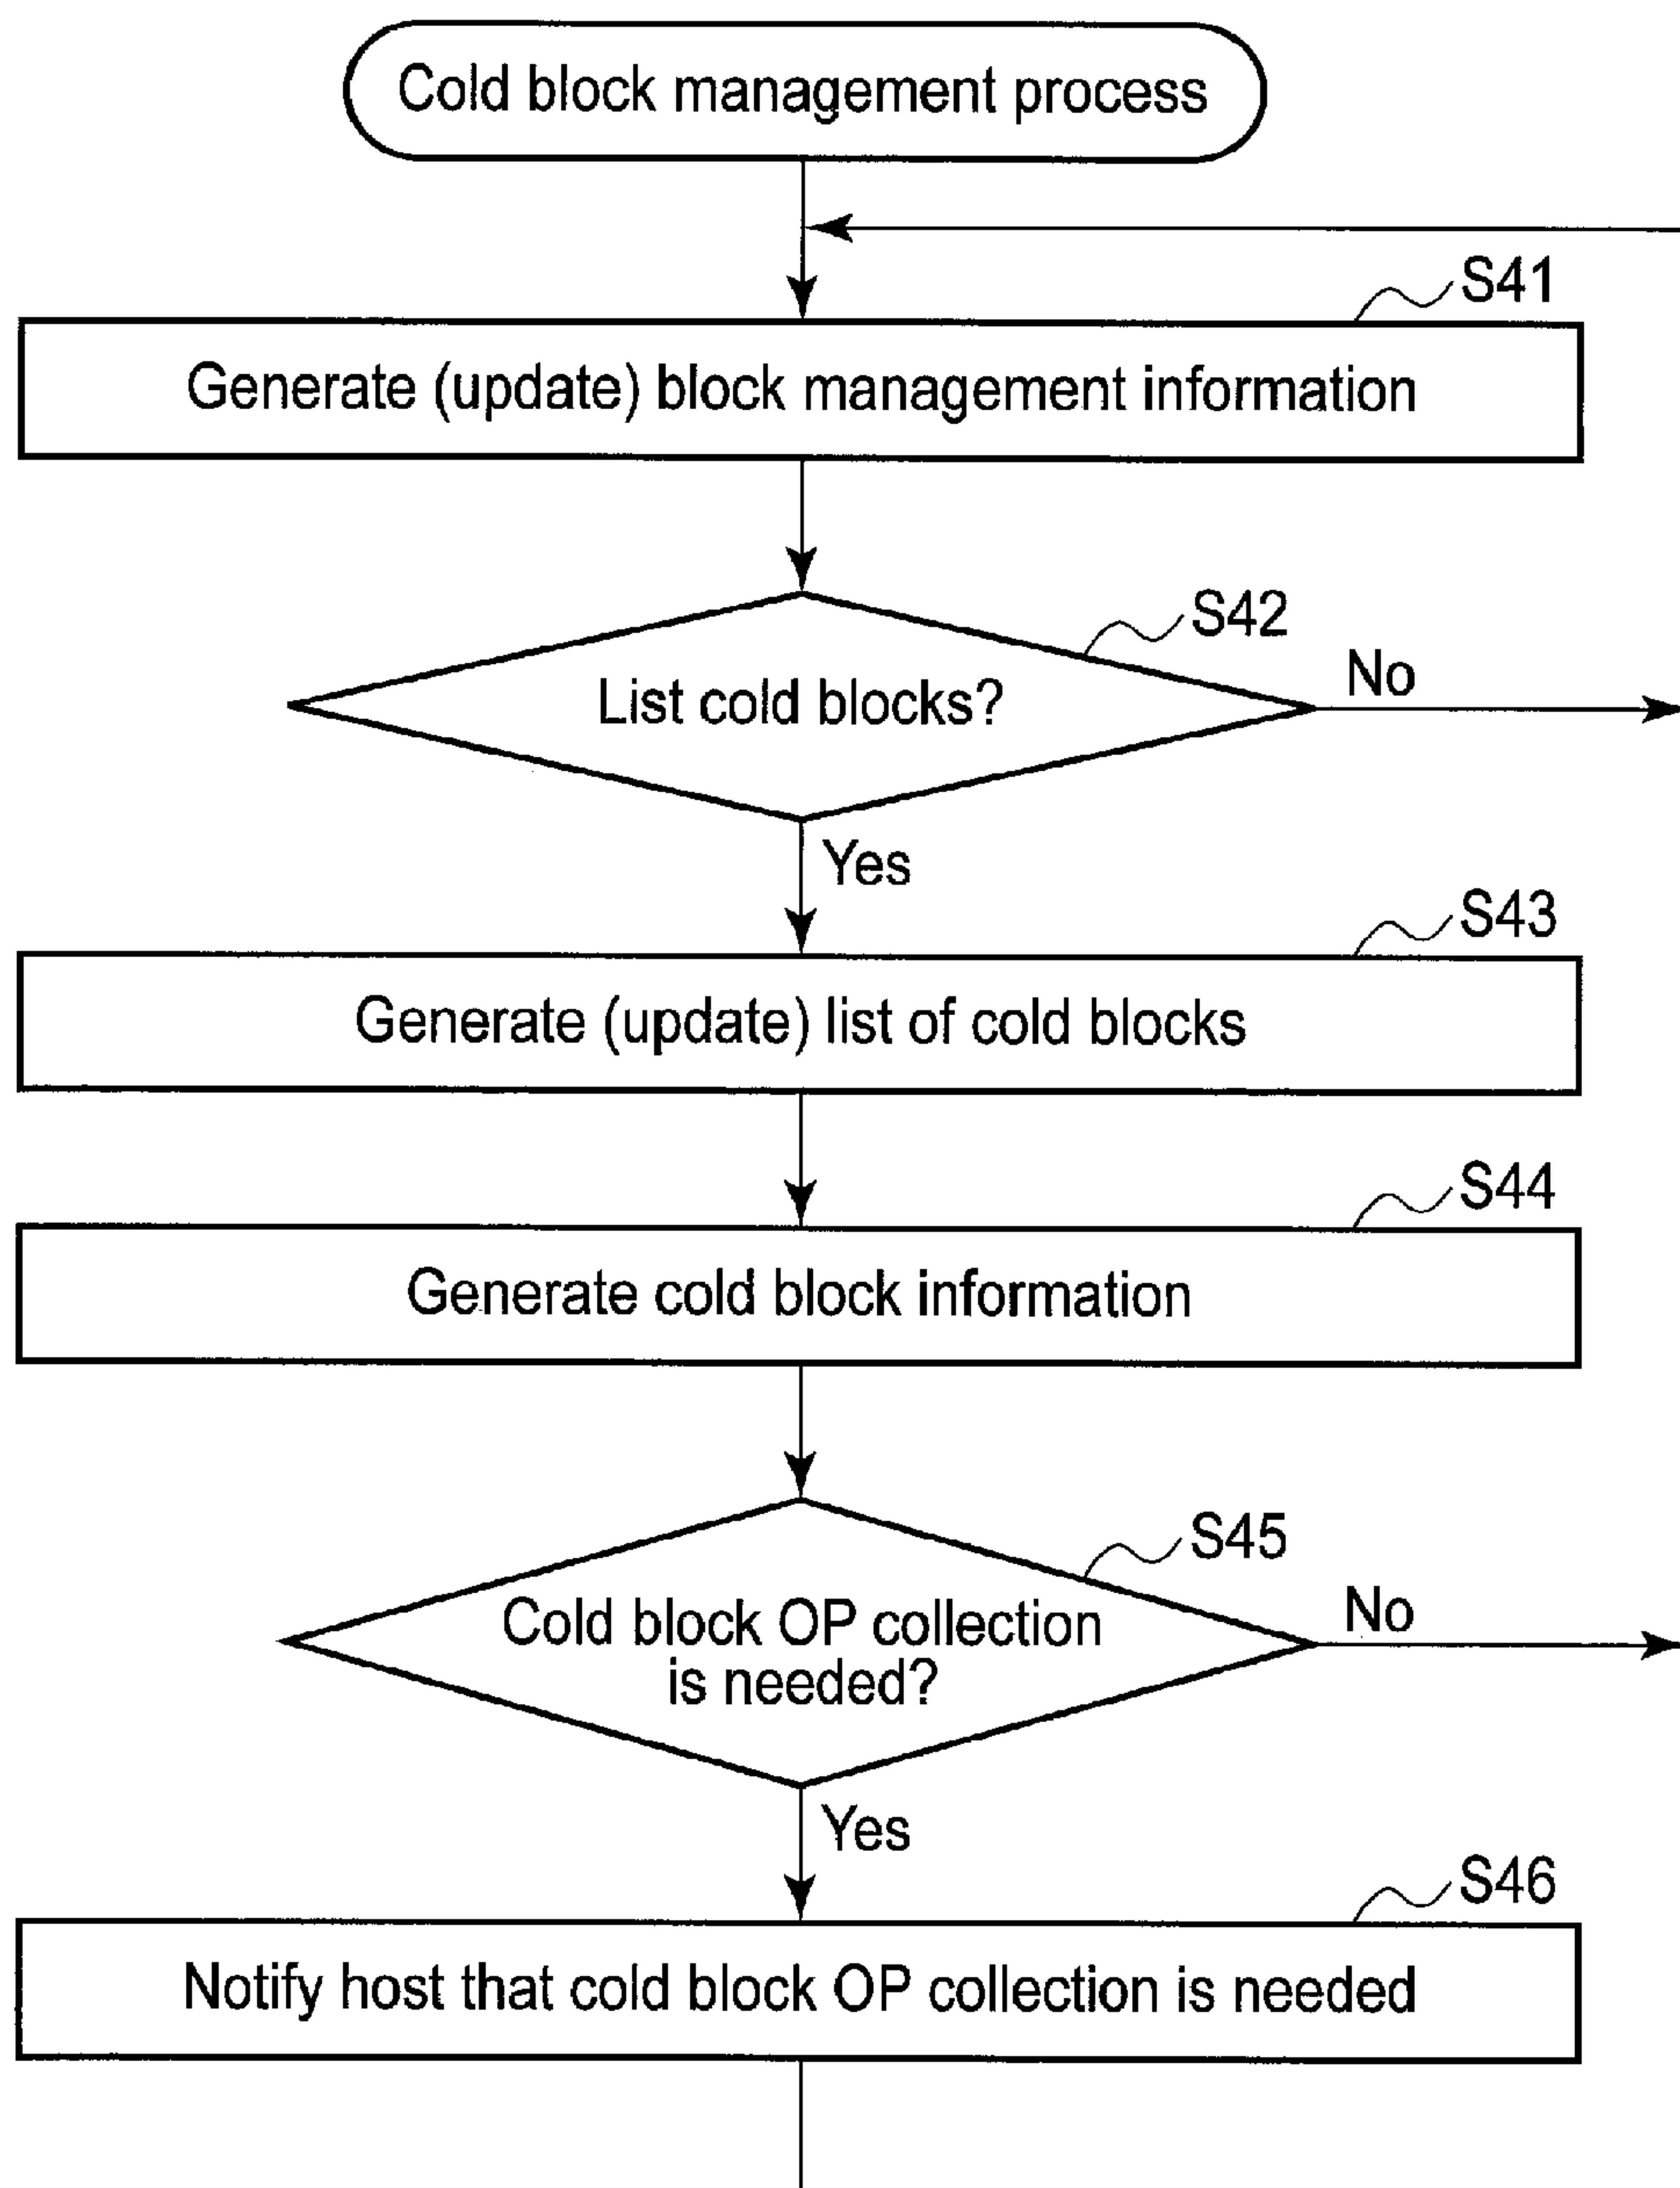 Cold block management process
S41
Generate (update) block management information
S42
List cold blocks?
No
Yes
S43
Generate (update) list of cold blocks
S44
Generate cold block information
S45
Cold block OP collection
is needed?
No
Yes
S46
Notify host that cold block OP collection is needed